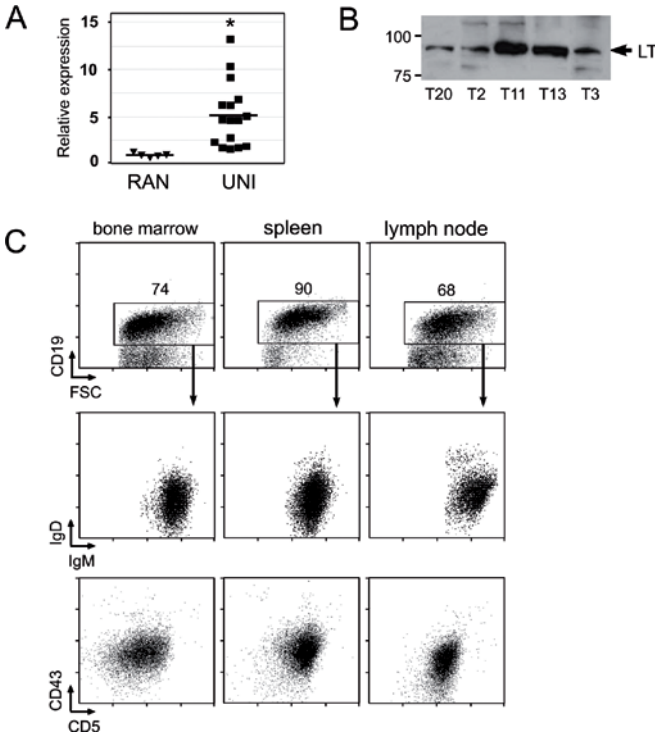 A
Relative expression
15
*
10
5
0
RAN UNI
B
100
75
LT
T20 T2 T11 T13 T3
C
bone marrow spleen lymph node
74 90 68
CD19
FSC
IgD
IgM
CD43
CD5